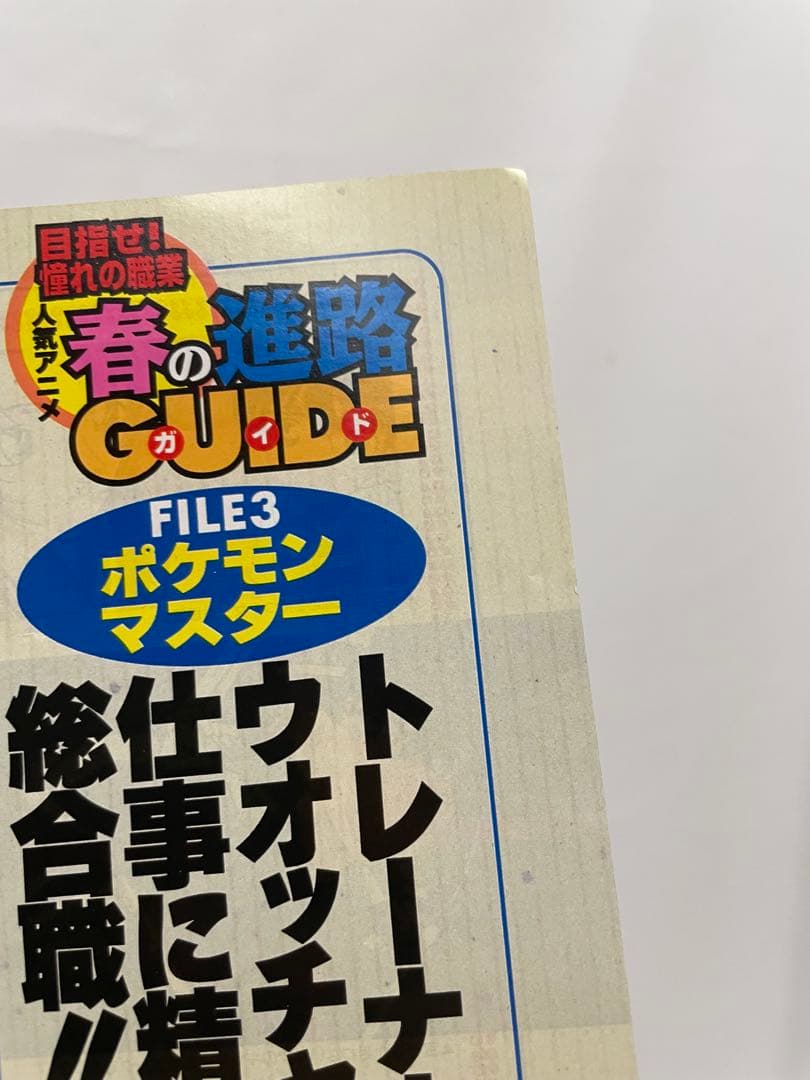 目指せ!
憧れの職業
人気アニメ
春の進路
GUIDE
ガイド
FILE3
ポケモン
マスター
トレーナ
ウオッチ
仕事に精
総合職!!